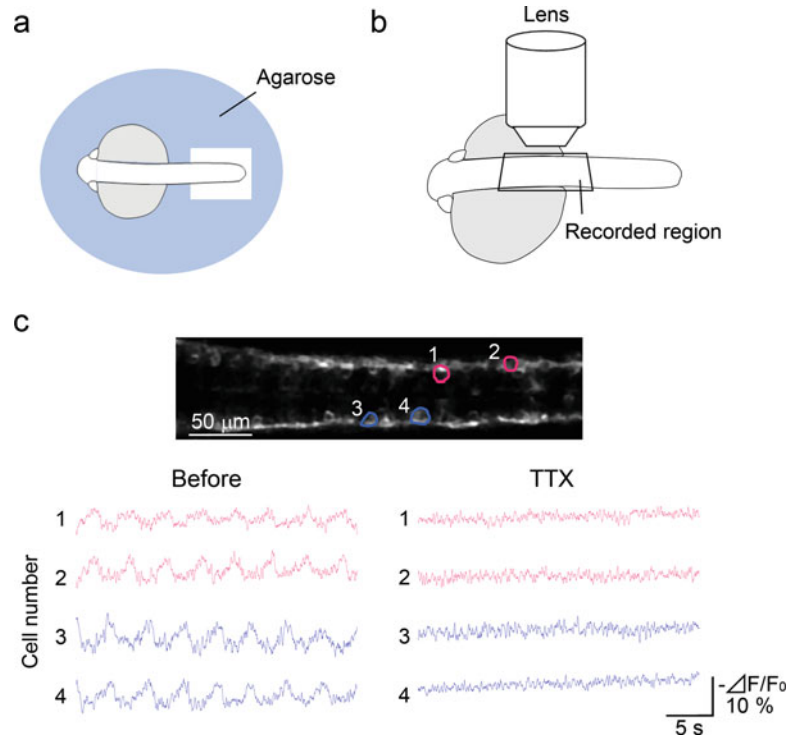 a
Agarose
b
Lens
Recorded region
c
1
2
3
4
50 μm
Before
TTX
Cell number
1
2
3
4
1
2
3
4
-⊿F/F₀
10 %
5 s